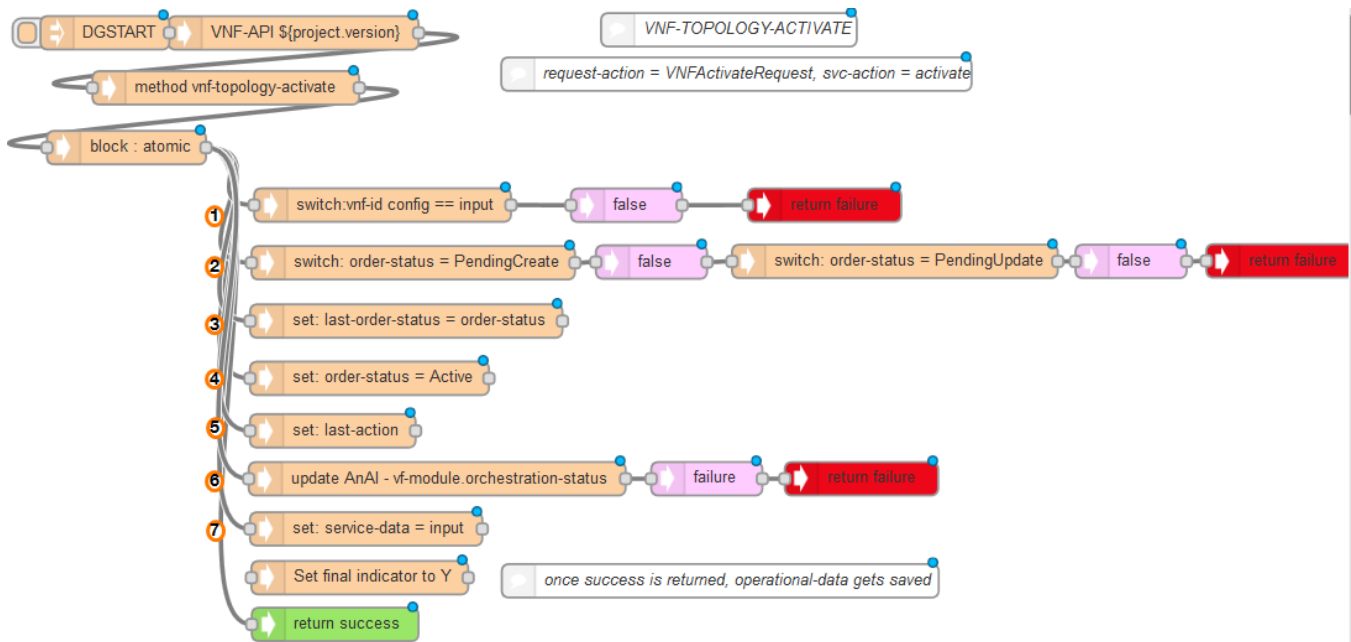 DGSTART
VNF-API ${project.version}
VNF-TOPOLOGY-ACTIVATE
request-action = VNFActivateRequest, svc-action = activate
method vnf-topology-activate
block : atomic
1
switch:vnf-id config == input
false
return failure
2
switch: order-status = PendingCreate
false
switch: order-status = PendingUpdate
false
return failure
3
set: last-order-status = order-status
4
set: order-status = Active
5
set: last-action
6
update AnAI - vf-module.orchestration-status
failure
return failure
7
set: service-data = input
Set final indicator to Y
once success is returned, operational-data gets saved
return success